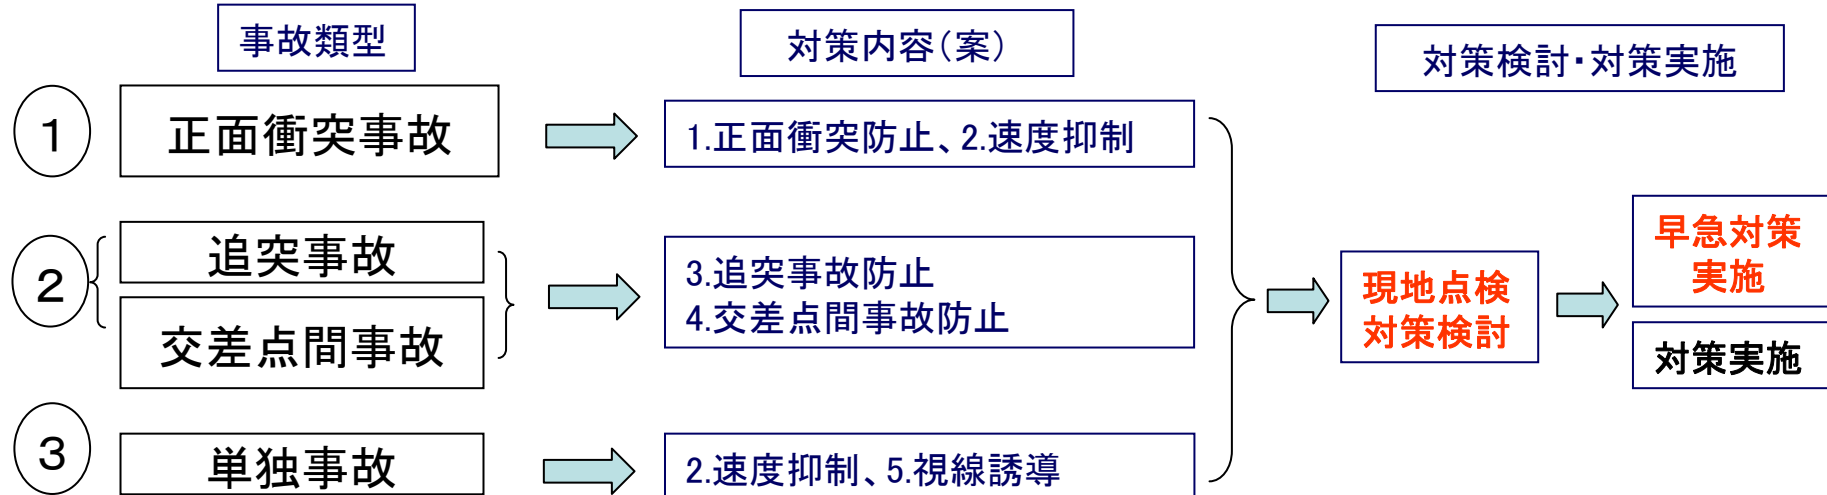 事故類型
対策内容(案)
対策検討・対策実施
1
正面衝突事故
1.正面衝突防止、2.速度抑制
2
追突事故
交差点間事故
3.追突事故防止
4.交差点間事故防止
現地点検
対策検討
早急対策
実施
対策実施
3
単独事故
2.速度抑制、5.視線誘導